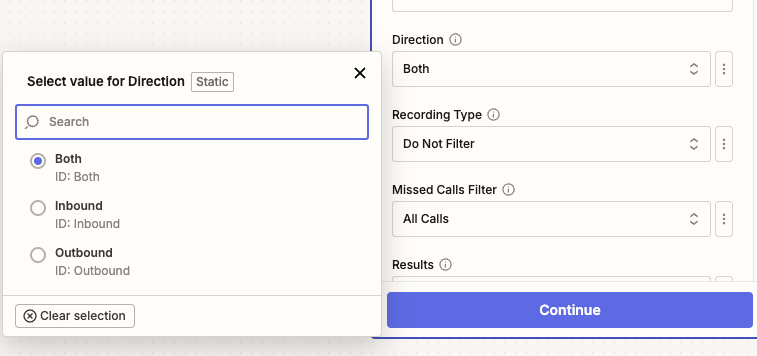 Select value for Direction
Static
Search
Both
ID: Both
Inbound
ID: Inbound
Outbound
ID: Outbound
Clear selection
Direction
Both
Recording Type
Do Not Filter
Missed Calls Filter
All Calls
Results
Continue